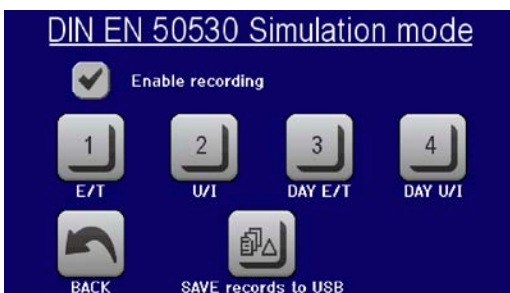 DIN EN 50530 Simulation mode
Enable recording
1 2 3 4
E/T U/I DAY E/T DAY U/I
BACK SAVE records to USB